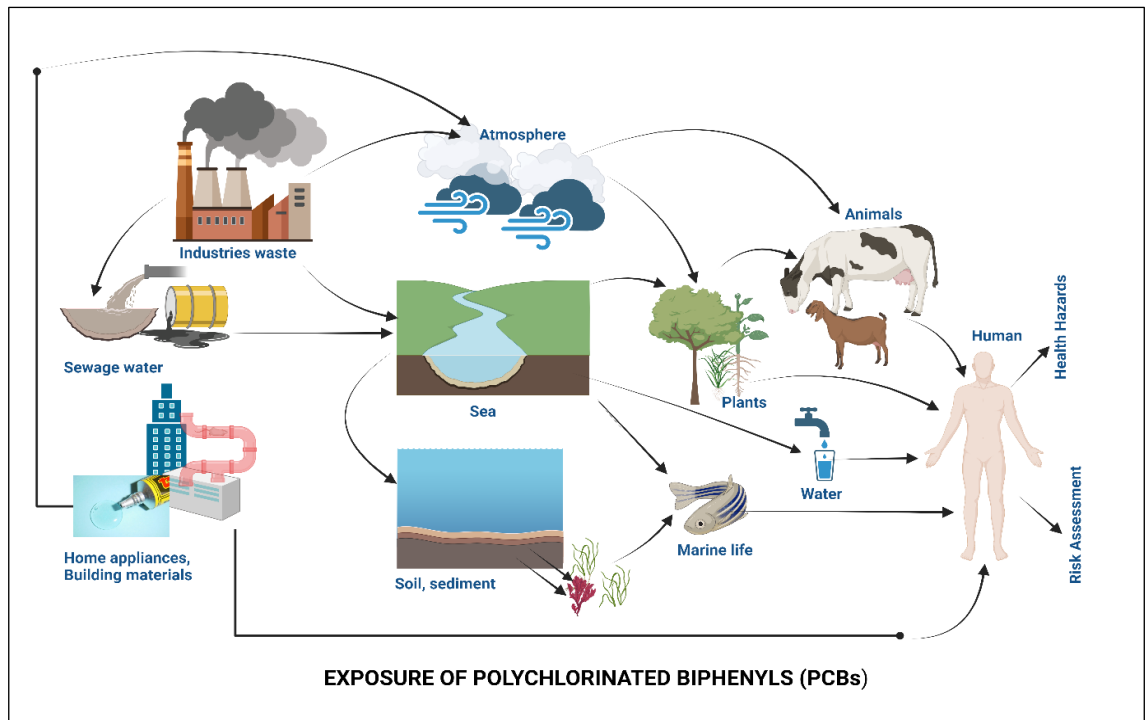 Atmosphere
Animals
Industries waste
Human
Health Hazards
Sewage water
Plants
Sea
Water
Home appliances,
Building materials
Soil, sediment
Marine life
Risk Assessment
EXPOSURE OF POLYCHLORINATED BIPHENYLS (PCBs)